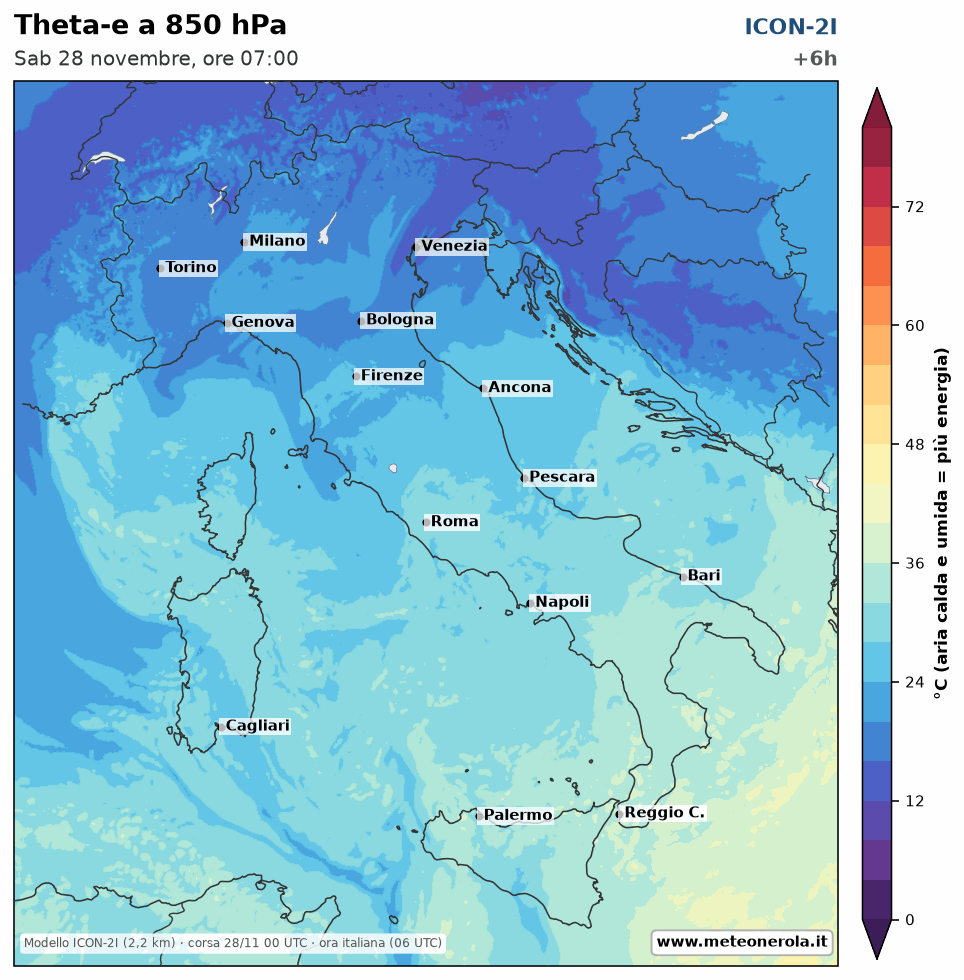 Theta-e a 850 hPa
ICON-2I
Sab 28 novembre, ore 07:00
+6h
Milano
Venezia
Torino
Genova
Bologna
Firenze
Ancona
Pescara
Roma
Bari
Napoli
Cagliari
Palermo
Reggio C.
72
60
48
36
24
12
0
°C (aria calda e umida = più energia)
Modello ICON-2I (2,2 km) · corsa 28/11 00 UTC · ora italiana (06 UTC)
www.meteonerola.it